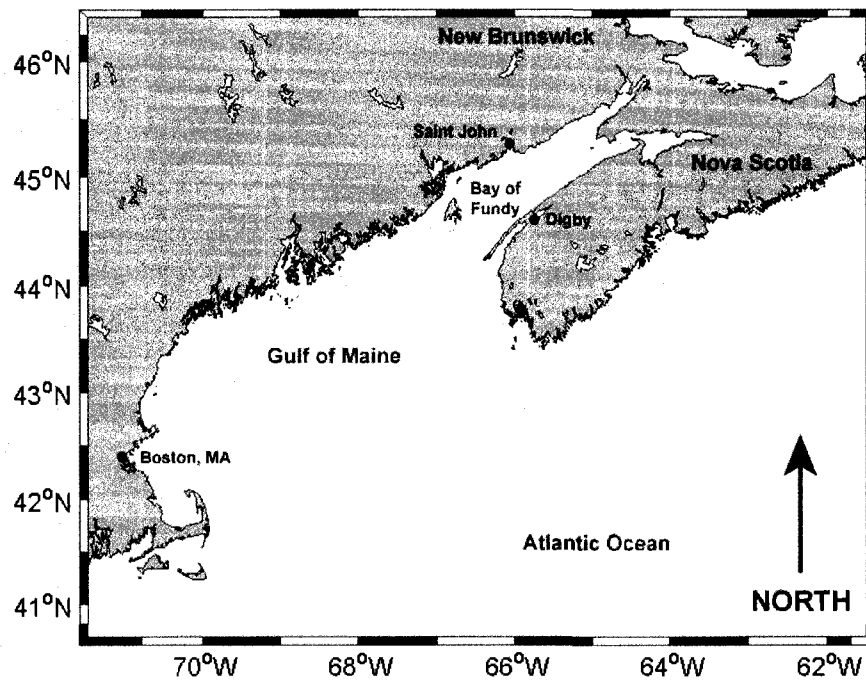 New Brunswick
46°N
Saint John
45°N
Nova Scotia
Bay of
Fundy
Digby
44°N
Gulf of Maine
43°N
Boston, MA
42°N
Atlantic Ocean
41°N
NORTH
70°W 68°W 66°W 64°W 62°W